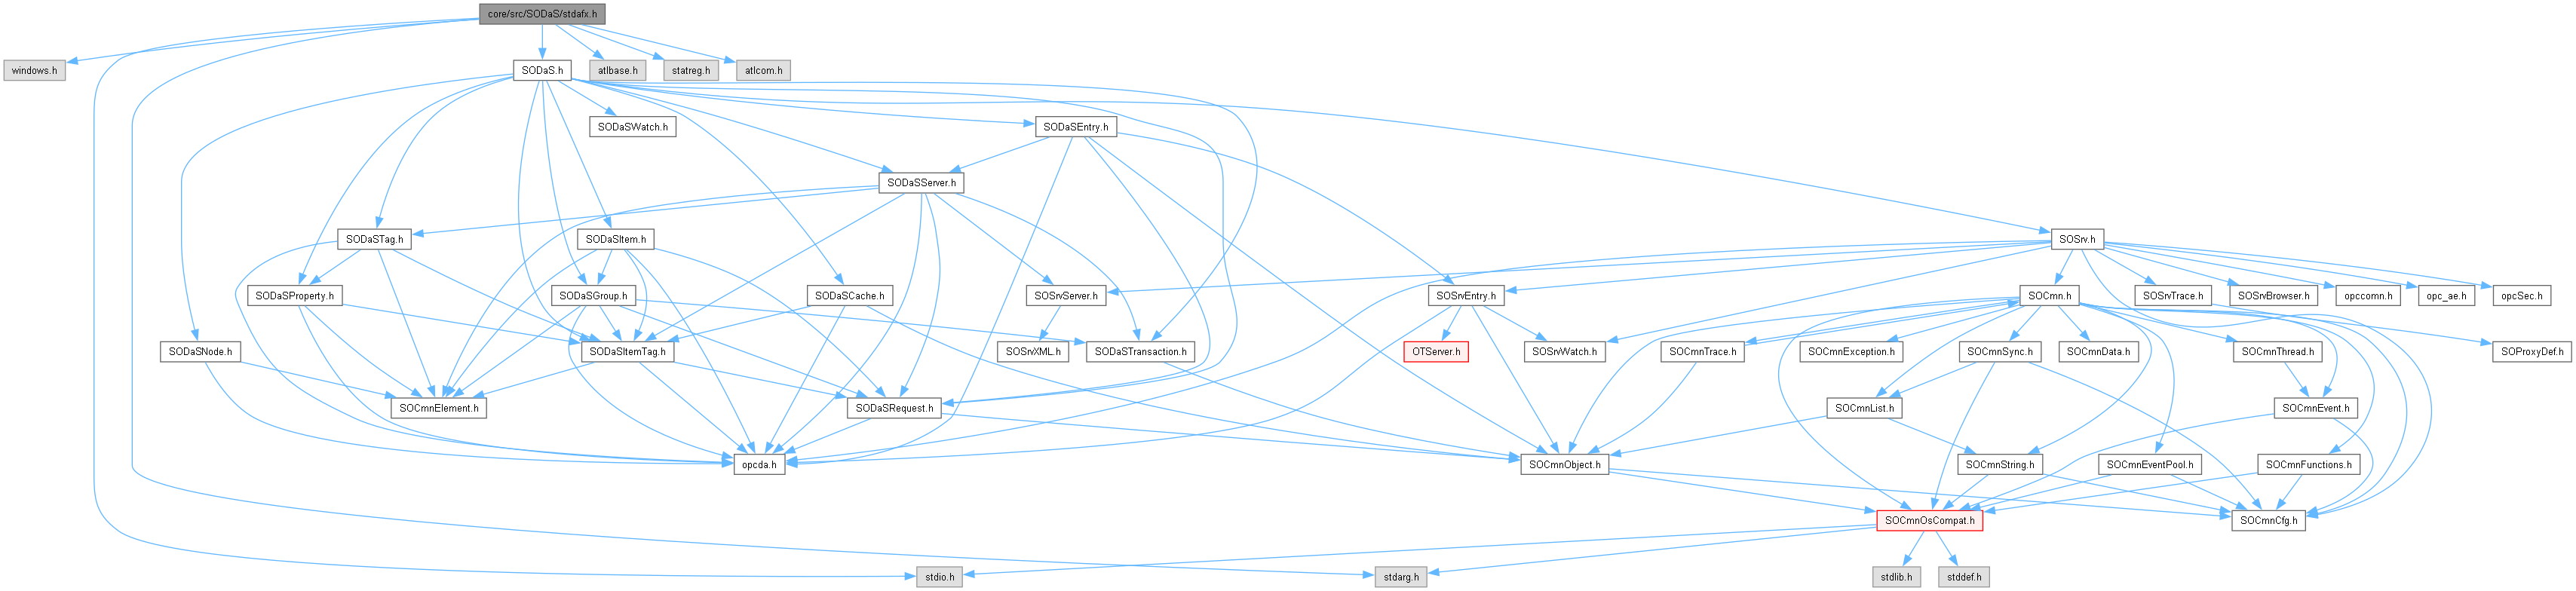 core/src/SODaS/stdafx.h
windows.h
SODaS.h
atlbase.h
statreg.h
atlcom.h
SODaSWatch.h
SODaSEntry.h
SODaSServer.h
SODaSTag.h
SODaSItem.h
SOSrv.h
SODaSProperty.h
SODaSGroup.h
SODaSCache.h
SOSrvServer.h
SOSrvEntry.h
SOCmn.h
SOSrvTrace.h
SOSrvBrowser.h
opccomn.h
opc_ae.h
opcSec.h
SODaSNode.h
SODaSItemTag.h
SOSrvXML.h
SODaSTransaction.h
OTServer.h
SOSrvWatch.h
SOCmnTrace.h
SOCmnException.h
SOCmnSync.h
SOCmnData.h
SOCmnThread.h
SOProxyDef.h
SOCmnElement.h
SODaSRequest.h
SOCmnList.h
SOCmnEvent.h
opcda.h
SOCmnObject.h
SOCmnString.h
SOCmnEventPool.h
SOCmnFunctions.h
SOCmnOsCompat.h
SOCmnCfg.h
stdio.h
stdarg.h
stdlib.h
stddef.h